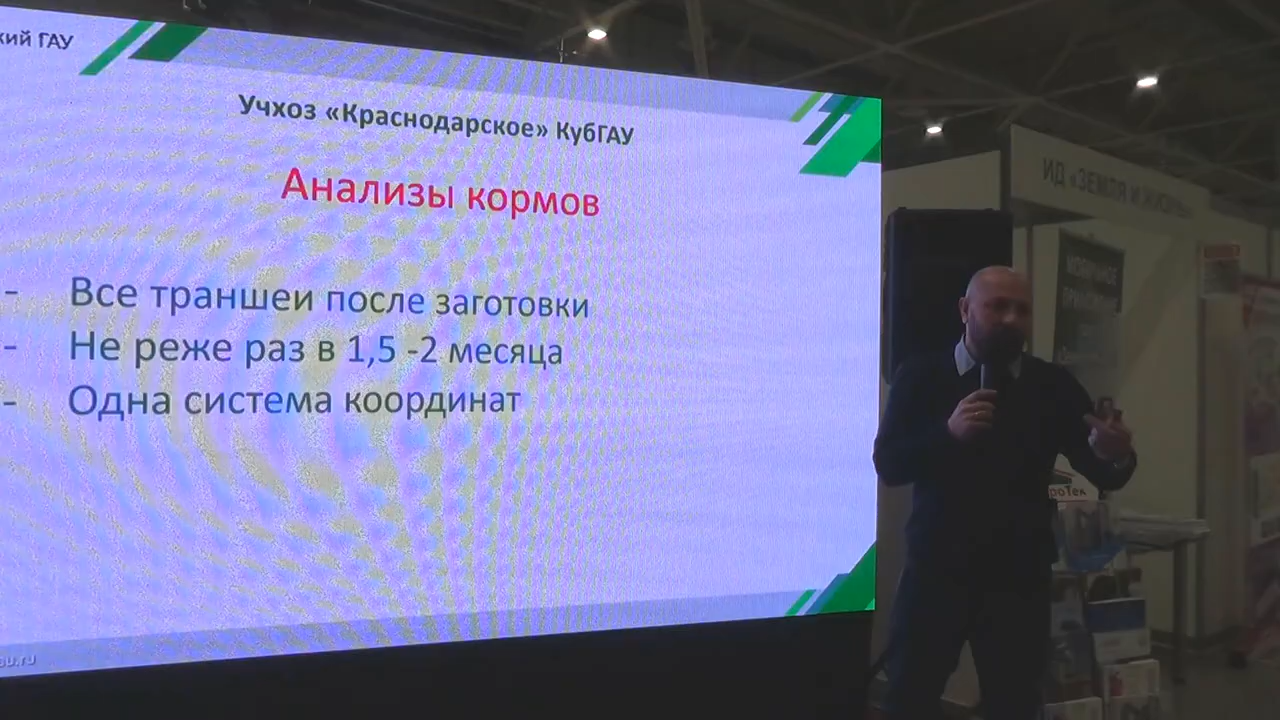 ГАУ
Учхоз «Краснодарское» КубГАУ
Анализы кормов
- Все траншеи после заготовки
- Не реже раз в 1,5 -2 месяца
- Одна система координат
ИД «ЗЕМЛЯ И ЖИЗНЬ»